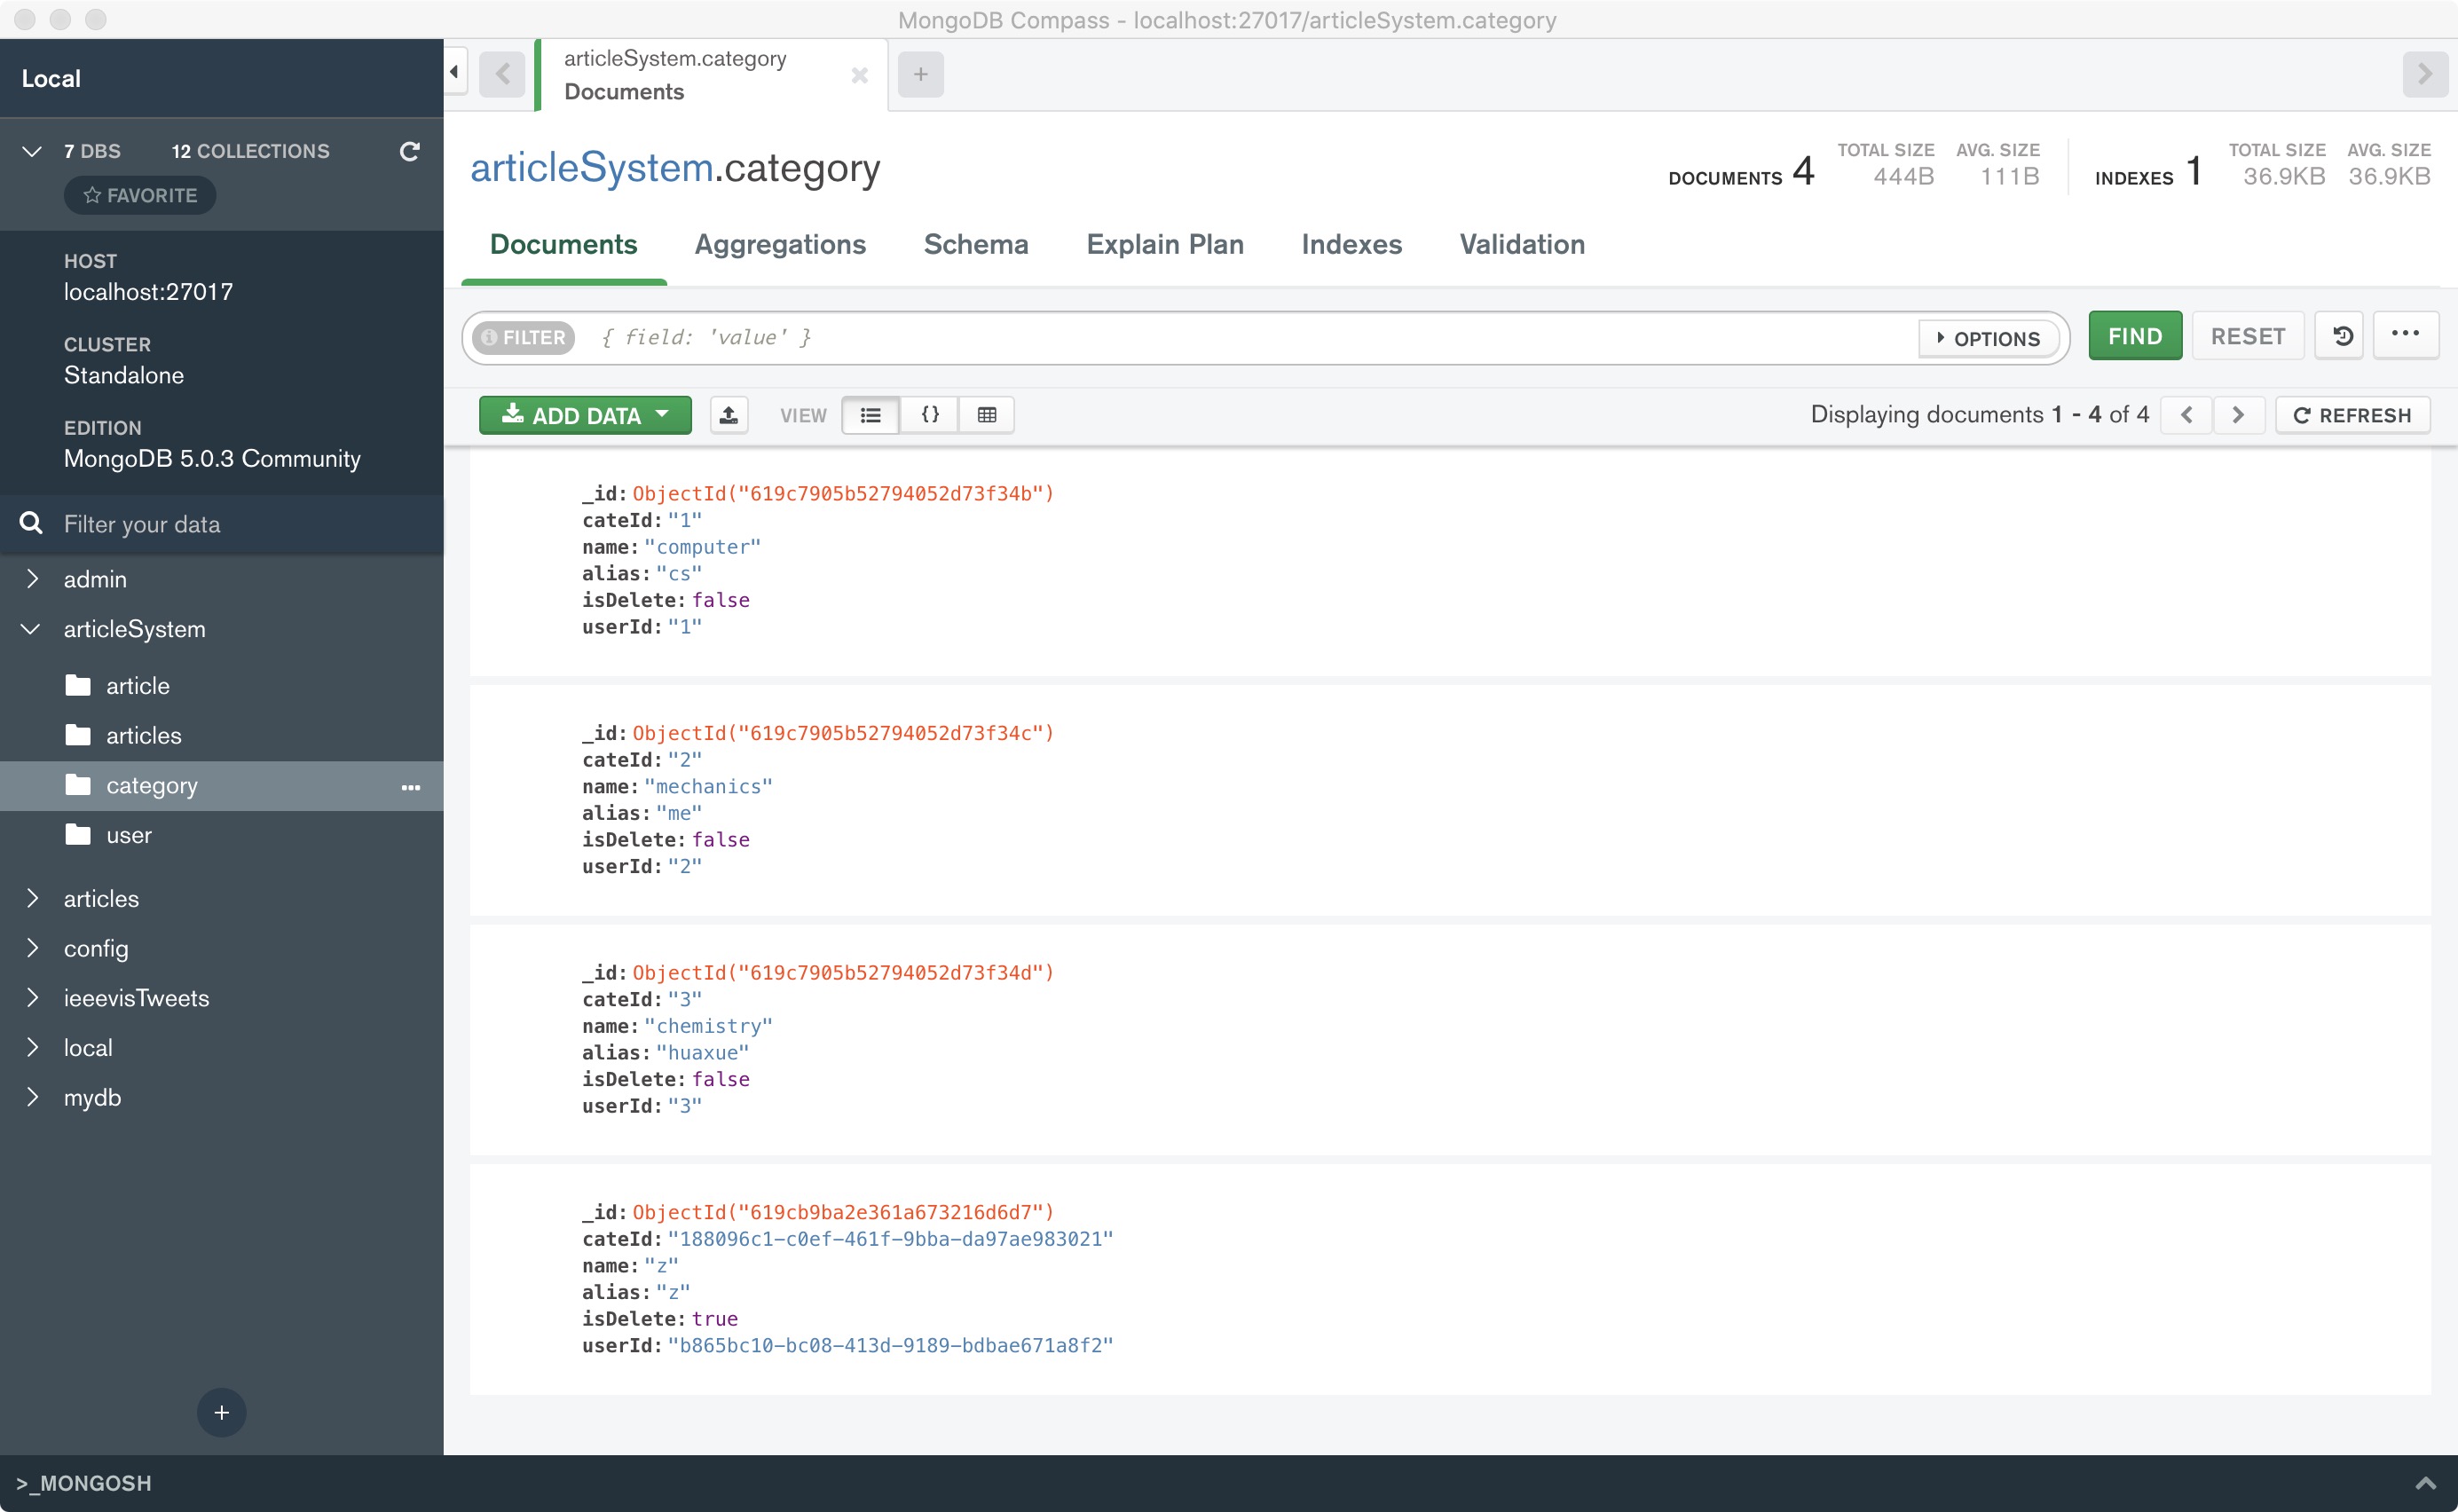 MongoDB Compass - localhost:27017/articleSystem.category
Local
7 DBS 12 COLLECTIONS
FAVORITE
HOST
localhost:27017
CLUSTER
Standalone
EDITION
MongoDB 5.0.3 Community
Filter your data
admin
articleSystem
article
articles
category
user
articles
config
ieeevisTweets
local
mydb
articleSystem.category
Documents
articleSystem.category
DOCUMENTS 4 TOTAL SIZE 444B AVG. SIZE 111B INDEXES 1 TOTAL SIZE 36.9KB AVG. SIZE 36.9KB
Documents Aggregations Schema Explain Plan Indexes Validation
FILTER { field: 'value' } OPTIONS FIND RESET ...
ADD DATA VIEW {} Displaying documents 1 - 4 of 4 REFRESH
_id: ObjectId("619c7905b52794052d73f34b")
cateId: "1"
name: "computer"
alias: "cs"
isDelete: false
userId: "1"
_id: ObjectId("619c7905b52794052d73f34c")
cateId: "2"
name: "mechanics"
alias: "me"
isDelete: false
userId: "2"
_id: ObjectId("619c7905b52794052d73f34d")
cateId: "3"
name: "chemistry"
alias: "huaxue"
isDelete: false
userId: "3"
_id: ObjectId("619cb9ba2e361a673216d6d7")
cateId: "188096c1-c0ef-461f-9bba-da97ae983021"
name: "z"
alias: "z"
isDelete: true
userId: "b865bc10-bc08-413d-9189-bdbae671a8f2"
>_MONGOSH